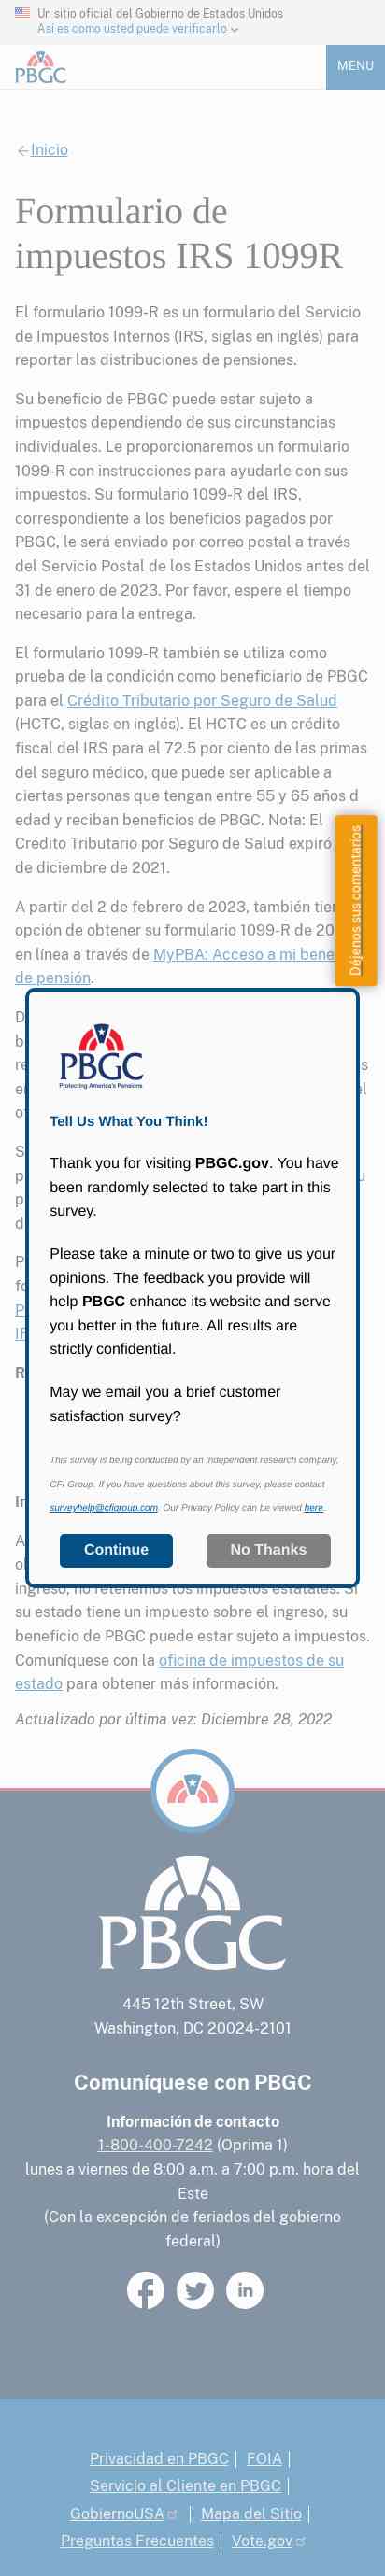 Un sitio oficial del Gobierno de Estados Unidos
Así es como usted puede verificarlo
PBGC
MENU
Inicio
Formulario de
impuestos IRS 1099R
El formulario 1099-R es un formulario del Servicio
de Impuestos Internos (IRS, siglas en inglés) para
reportar las distribuciones de pensiones.
Su beneficio de PBGC puede estar sujeto a
impuestos dependiendo de sus circunstancias
individuales. Le proporcionaremos un formulario
1099-R con instrucciones para ayudarle con sus
impuestos. Su formulario 1099-R del IRS,
correspondiente a los beneficios pagados por
PBGC, le será enviado por correo postal a través
del Servicio Postal de los Estados Unidos antes del
31 de enero de 2023. Por favor, espere el tiempo
necesario para la entrega.
El formulario 1099-R también se utiliza como
prueba de la condición como beneficiario de PBGC
para el Crédito Tributario por Seguro de Salud
(HCTC, siglas en inglés). El HCTC es un crédito
fiscal del IRS para el 72.5 por ciento de las primas
del seguro médico, que puede ser aplicable a
ciertas personas que tengan entre 55 y 65 años d
edad y reciban beneficios de PBGC. Nota: El
Crédito Tributario por Seguro de Salud expiró
de diciembre de 2021.
Déjenos sus comentarios
A partir del 2 de febrero de 2023, también
opción de obtener su formulario 1099-R de
en línea a través de MyPBA: Acceso a mi
de pensión.
PBGC
Protecting America's Pensions
Tell Us What You Think!
Thank you for visiting PBGC.gov. You have
been randomly selected to take part in this
survey.
Please take a minute or two to give us your
opinions. The feedback you provide will
help PBGC enhance its website and serve
you better in the future. All results are
strictly confidential.
May we email you a brief customer
satisfaction survey?
This survey is being conducted by an independent research company,
CFI Group. If you have questions about this survey, please contact
surveyhelp@cfigroup.com. Our Privacy Policy can be viewed here.
Continue
No Thanks
ingreso, no retenemos los impuestos estatales. Si
su estado tiene un impuesto sobre el ingreso, su
beneficio de PBGC puede estar sujeto a impuestos.
Comuníquese con la oficina de impuestos de su
estado para obtener más información.
Actualizado por última vez: Diciembre 28, 2022
PBGC
445 12th Street, SW
Washington, DC 20024-2101
Comuníquese con PBGC
Información de contacto
1-800-400-7242 (Oprima 1)
lunes a viernes de 8:00 a.m. a 7:00 p.m. hora del
Este
(Con la excepción de feriados del gobierno
federal)
Privacidad en PBGC | FOIA |
Servicio al Cliente en PBGC |
GobiernoUSA | Mapa del Sitio |
Preguntas Frecuentes | Vote.gov